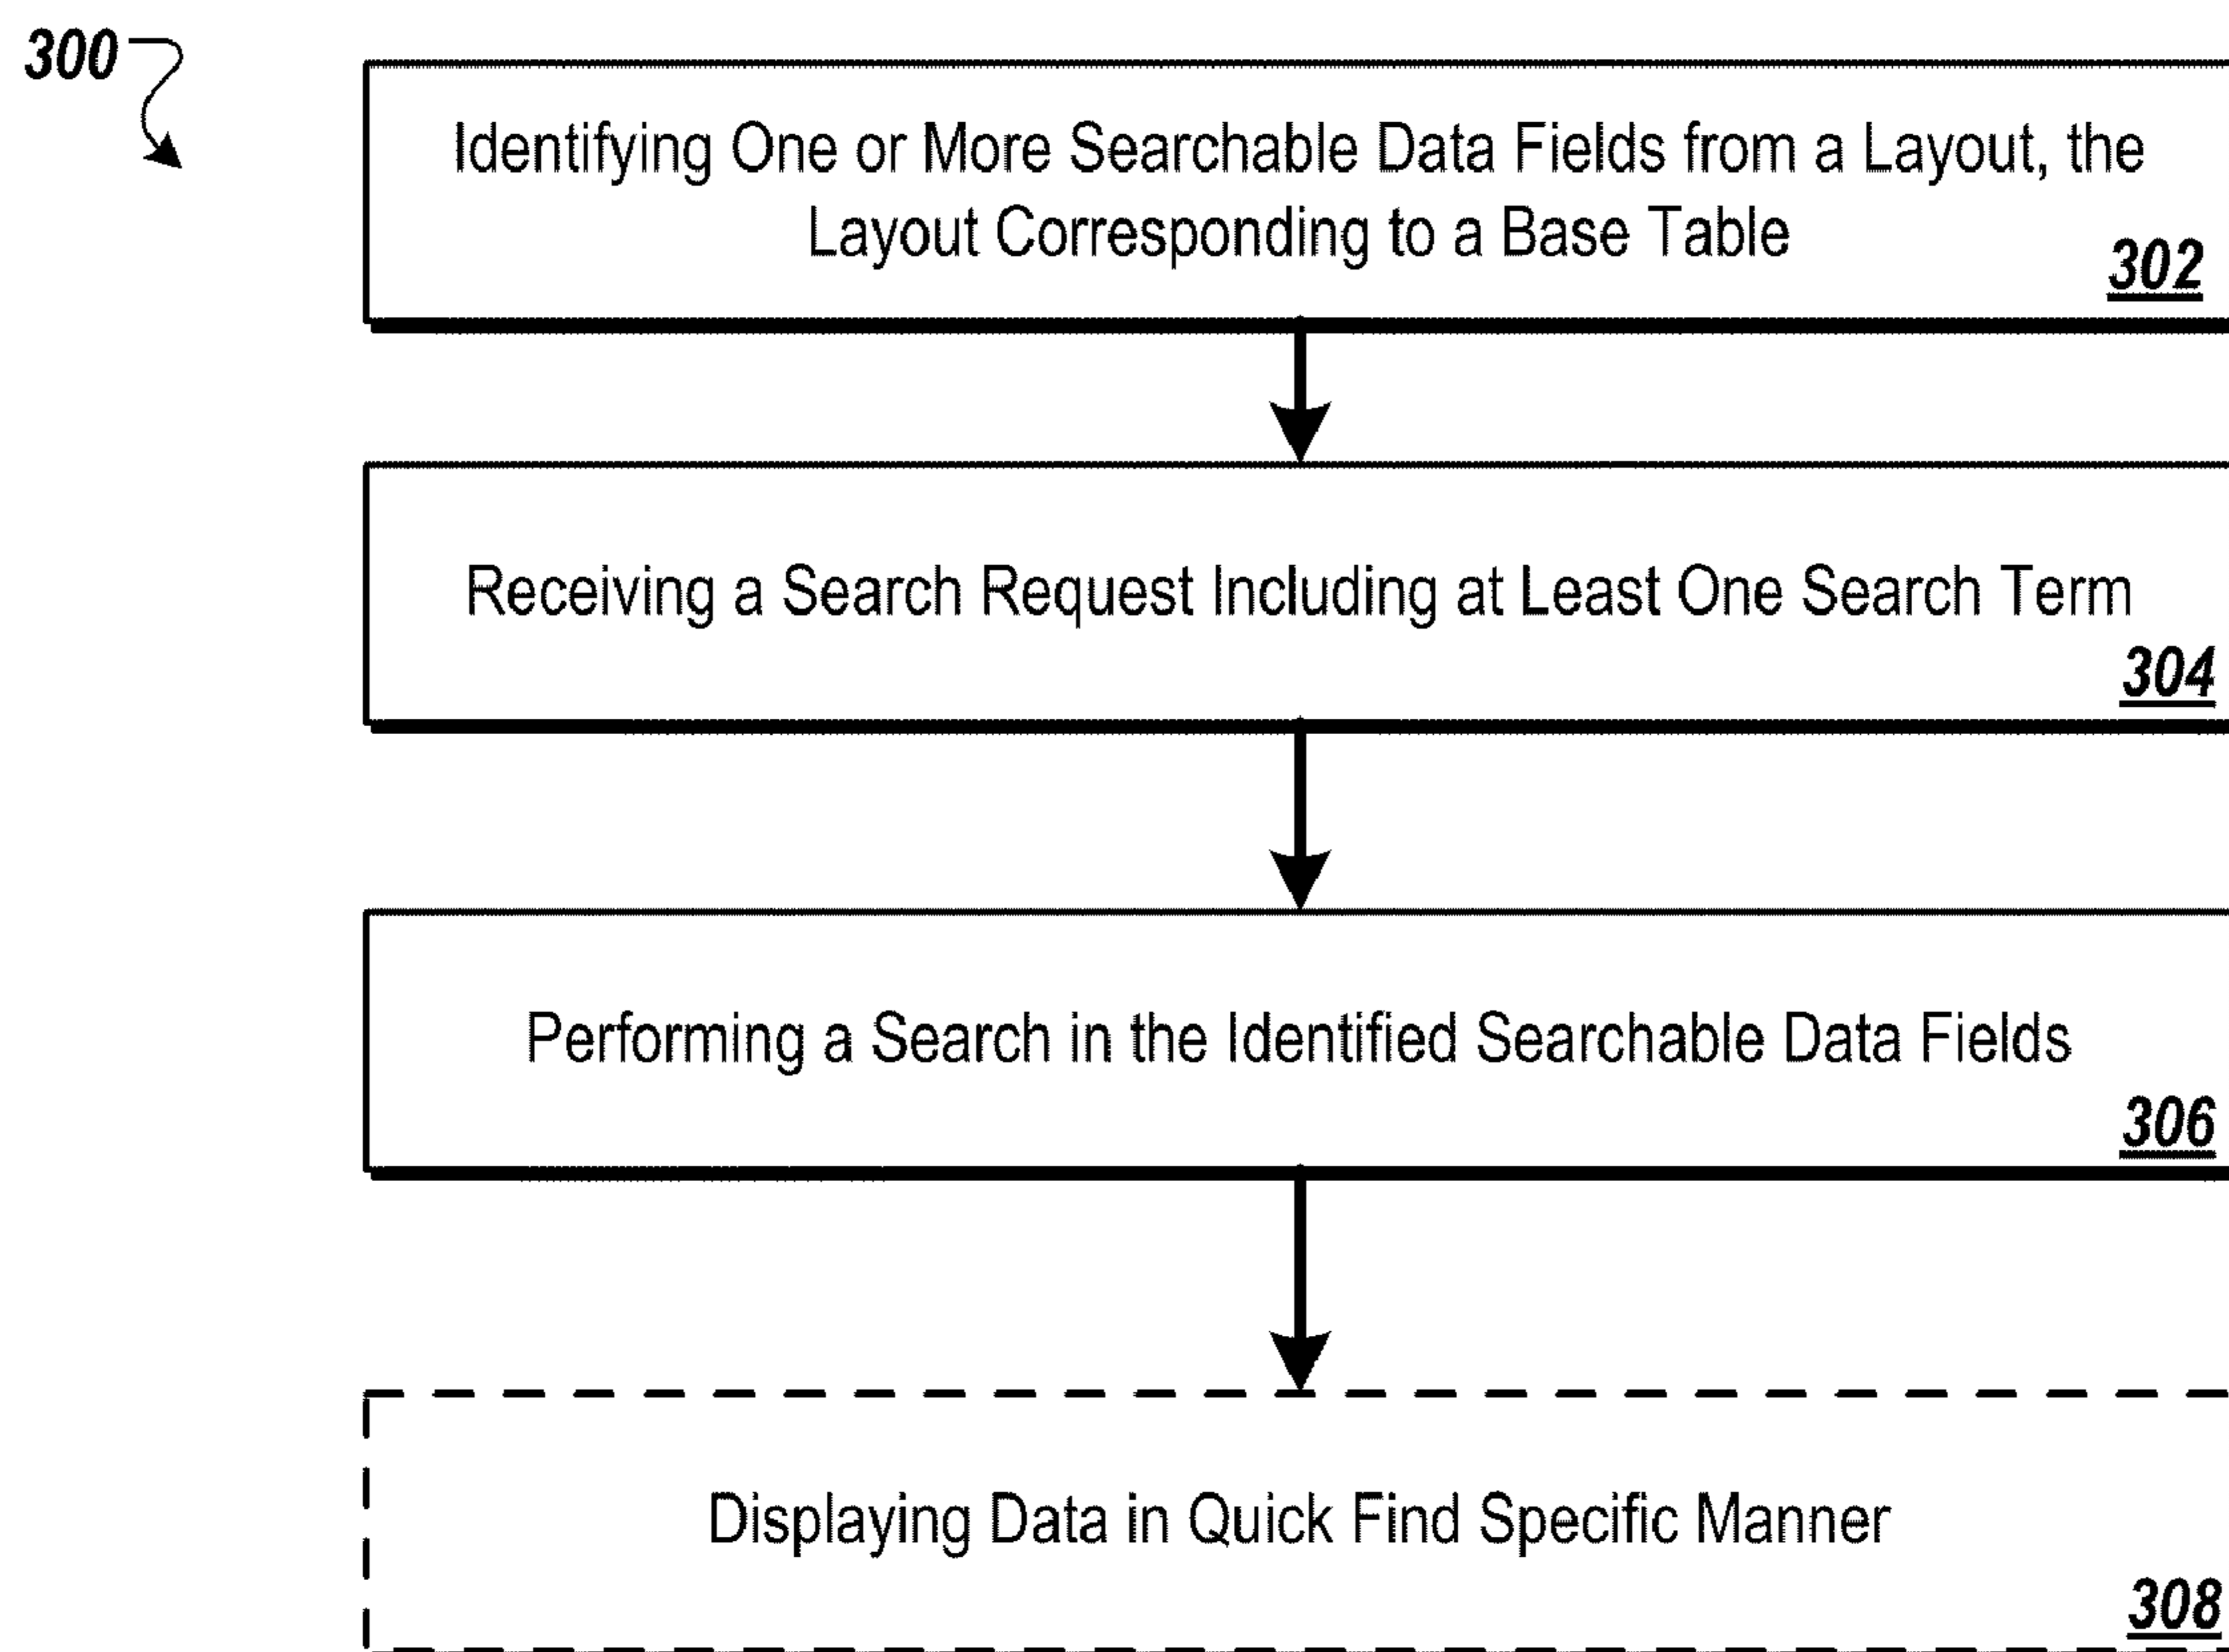 300
Identifying One or More Searchable Data Fields from a Layout, the
Layout Corresponding to a Base Table
302
Receiving a Search Request Including at Least One Search Term
304
Performing a Search in the Identified Searchable Data Fields
306
Displaying Data in Quick Find Specific Manner
308